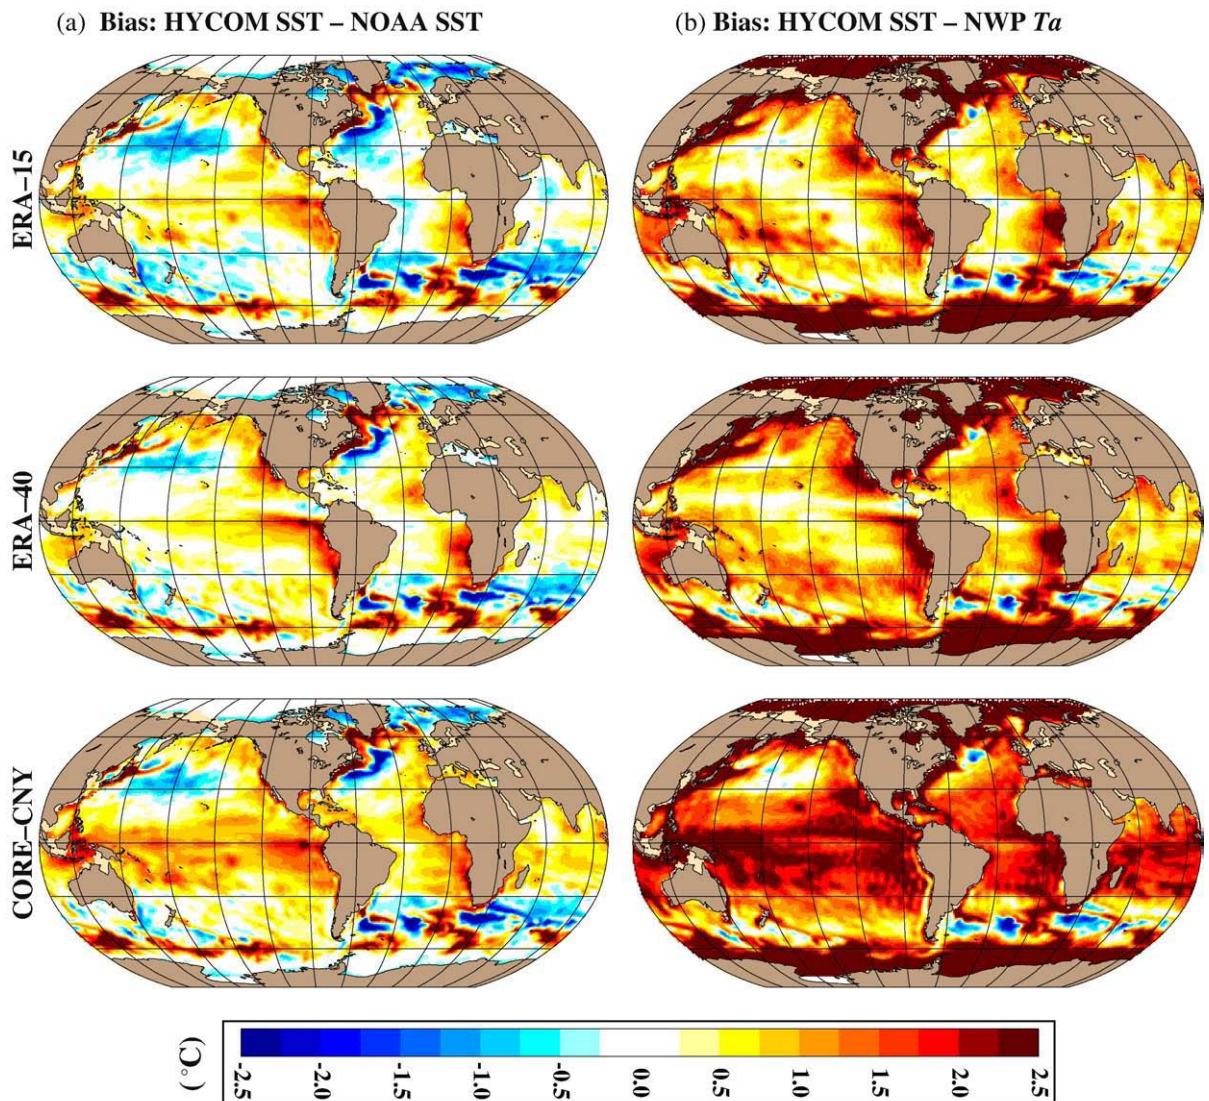 (a) Bias: HYCOM SST – NOAA SST
(b) Bias: HYCOM SST – NWP Ta
ERA–15
ERA–40
CORE–CNY
(°C)
-2.5
-2.0
-1.5
-1.0
-0.5
0.0
0.5
1.0
1.5
2.0
2.5